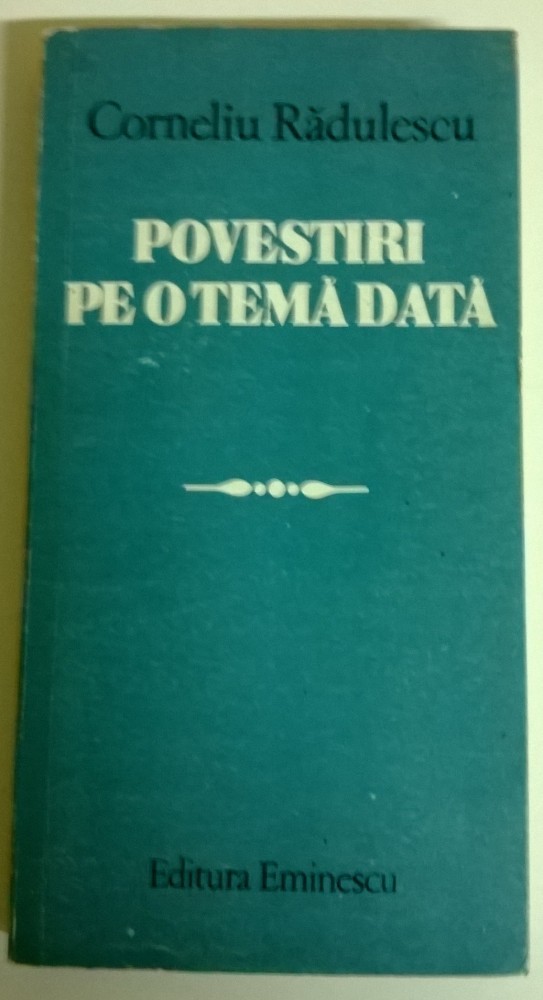 Corneliu Rădulescu
POVESTIRI
PE O TEMĂ DATĂ
Editura Eminescu